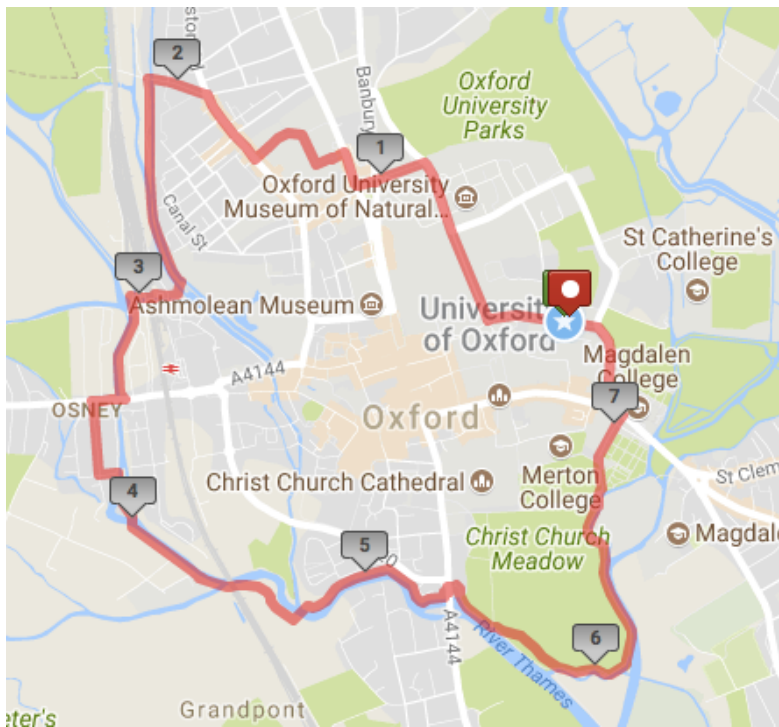 2
ston
Banbury
Oxford
University
Parks
1
Oxford University
Museum of Natural...
Canal St
St Catherine's
College
3
Ashmolean Museum
Universit
of Oxford
Magdalen
College
A4144
7
OSNEY
Oxford
St Clem
Christ Church Cathedral
Merton
College
4
Christ Church
Meadow
Magdale
5
A4144
River Thames
6
Grandpont
eter's